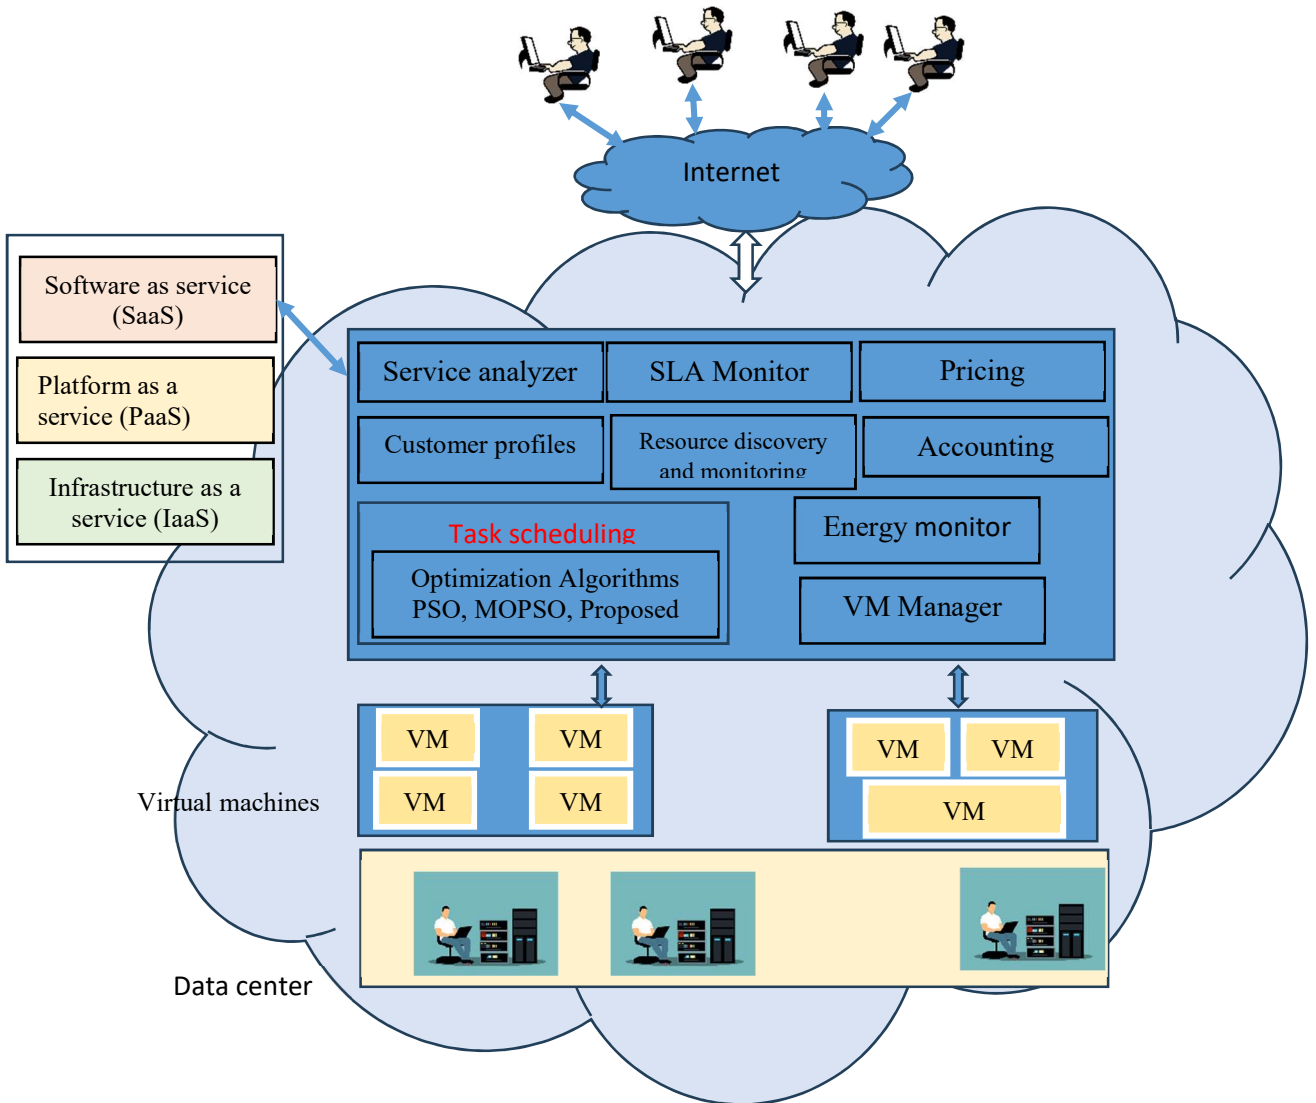 Internet
Software as service
(SaaS)
Platform as a
service (PaaS)
Infrastructure as a
service (IaaS)
Service analyzer
SLA Monitor
Pricing
Customer profiles
Resource discovery
and monitoring
Accounting
Task scheduling
Optimization Algorithms
PSO, MOPSO, Proposed
Energy monitor
VM Manager
VM
VM
VM
VM
VM
VM
VM
Virtual machines
Data center